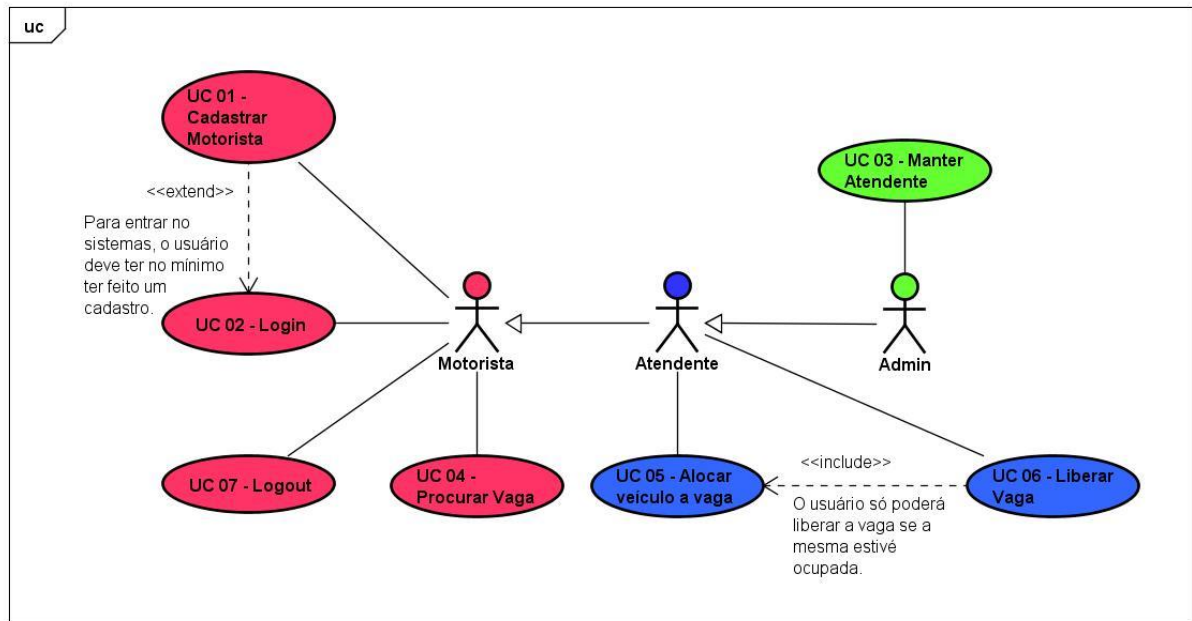 uc
UC 01 -
Cadastrar
Motorista
<<extend>>
Para entrar no
sistemas, o usuário
deve ter no mínimo
ter feito um
cadastro.
UC 02 - Login
UC 03 - Manter
Atendente
Motorista
Atendente
Admin
UC 07 - Logout
UC 04 -
Procurar Vaga
UC 05 - Alocar
veículo a vaga
<<include>>
O usuário só poderá
liberar a vaga se a
mesma estivé
ocupada.
UC 06 - Liberar
Vaga